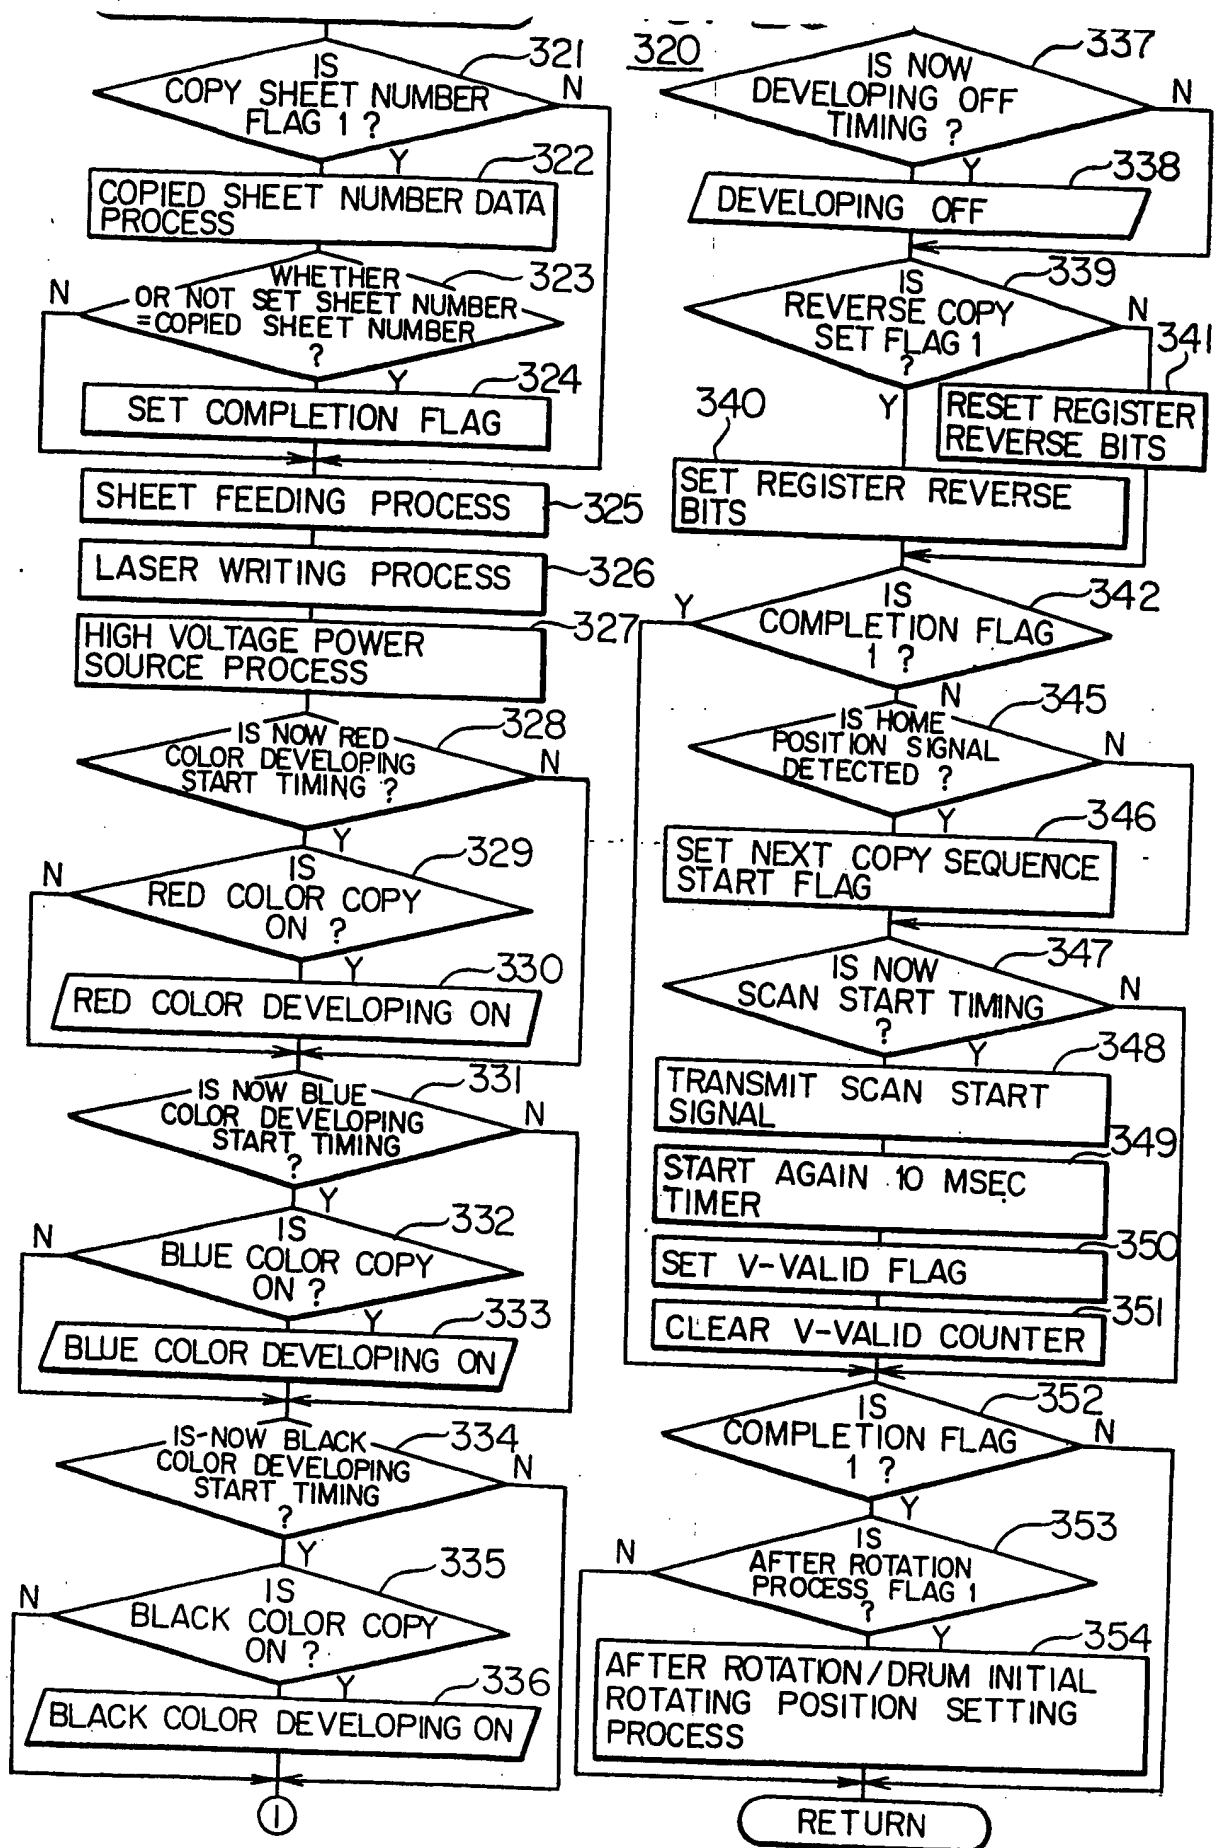 321
IS
COPY SHEET NUMBER
FLAG 1 ?
N
Y
322
COPIED SHEET NUMBER DATA
PROCESS
323
WHETHER
OR NOT SET SHEET NUMBER
=COPIED SHEET NUMBER
?
N
Y
324
SET COMPLETION FLAG
SHEET FEEDING PROCESS
325
LASER WRITING PROCESS
326
327
HIGH VOLTAGE POWER
SOURCE PROCESS
328
IS NOW RED
COLOR DEVELOPING
START TIMING ?
N
Y
329
IS
RED COLOR COPY
ON ?
N
Y
330
RED COLOR DEVELOPING ON
331
IS NOW BLUE
COLOR DEVELOPING
START TIMING
?
N
Y
332
IS
BLUE COLOR COPY
ON ?
N
Y
333
BLUE COLOR DEVELOPING ON
334
IS-NOW BLACK
COLOR DEVELOPING
START TIMING
?
N
Y
335
IS
BLACK COLOR COPY
ON ?
N
Y
336
BLACK COLOR DEVELOPING ON
1
320
337
IS NOW
DEVELOPING OFF
TIMING ?
N
Y
338
DEVELOPING OFF
339
IS
REVERSE COPY
SET FLAG 1
?
N
Y
341
RESET REGISTER
REVERSE BITS
340
SET REGISTER REVERSE
BITS
342
IS
COMPLETION FLAG
1 ?
Y
N
345
IS HOME
POSITION SIGNAL
DETECTED ?
N
Y
346
SET NEXT COPY SEQUENCE
START FLAG
347
IS NOW
SCAN START TIMING
?
N
Y
348
TRANSMIT SCAN START
SIGNAL
349
START AGAIN 10 MSEC
TIMER
350
SET V-VALID FLAG
351
CLEAR V-VALID COUNTER
352
IS
COMPLETION FLAG
1 ?
N
Y
353
IS
AFTER ROTATION
PROCESS FLAG 1
?
N
Y
354
AFTER ROTATION/DRUM INITIAL
ROTATING POSITION SETTING
PROCESS
RETURN